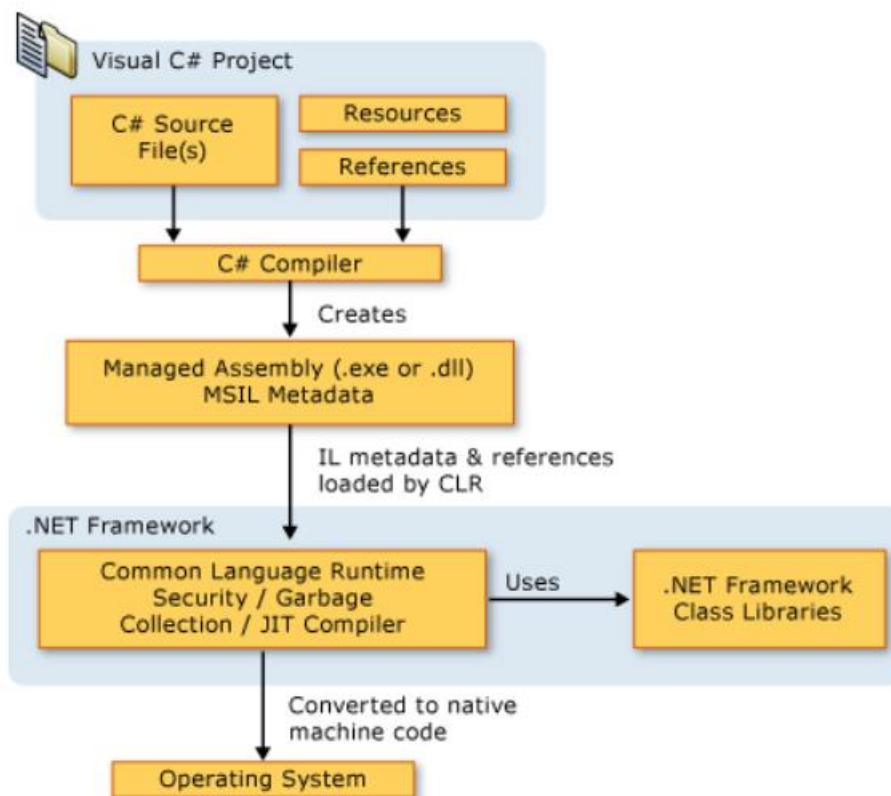 Visual C# Project
C# Source
File(s)
Resources
References
C# Compiler
Creates
Managed Assembly (.exe or .dll)
MSIL Metadata
IL metadata & references
loaded by CLR
.NET Framework
Common Language Runtime
Security / Garbage
Collection / JIT Compiler
Uses
.NET Framework
Class Libraries
Converted to native
machine code
Operating System